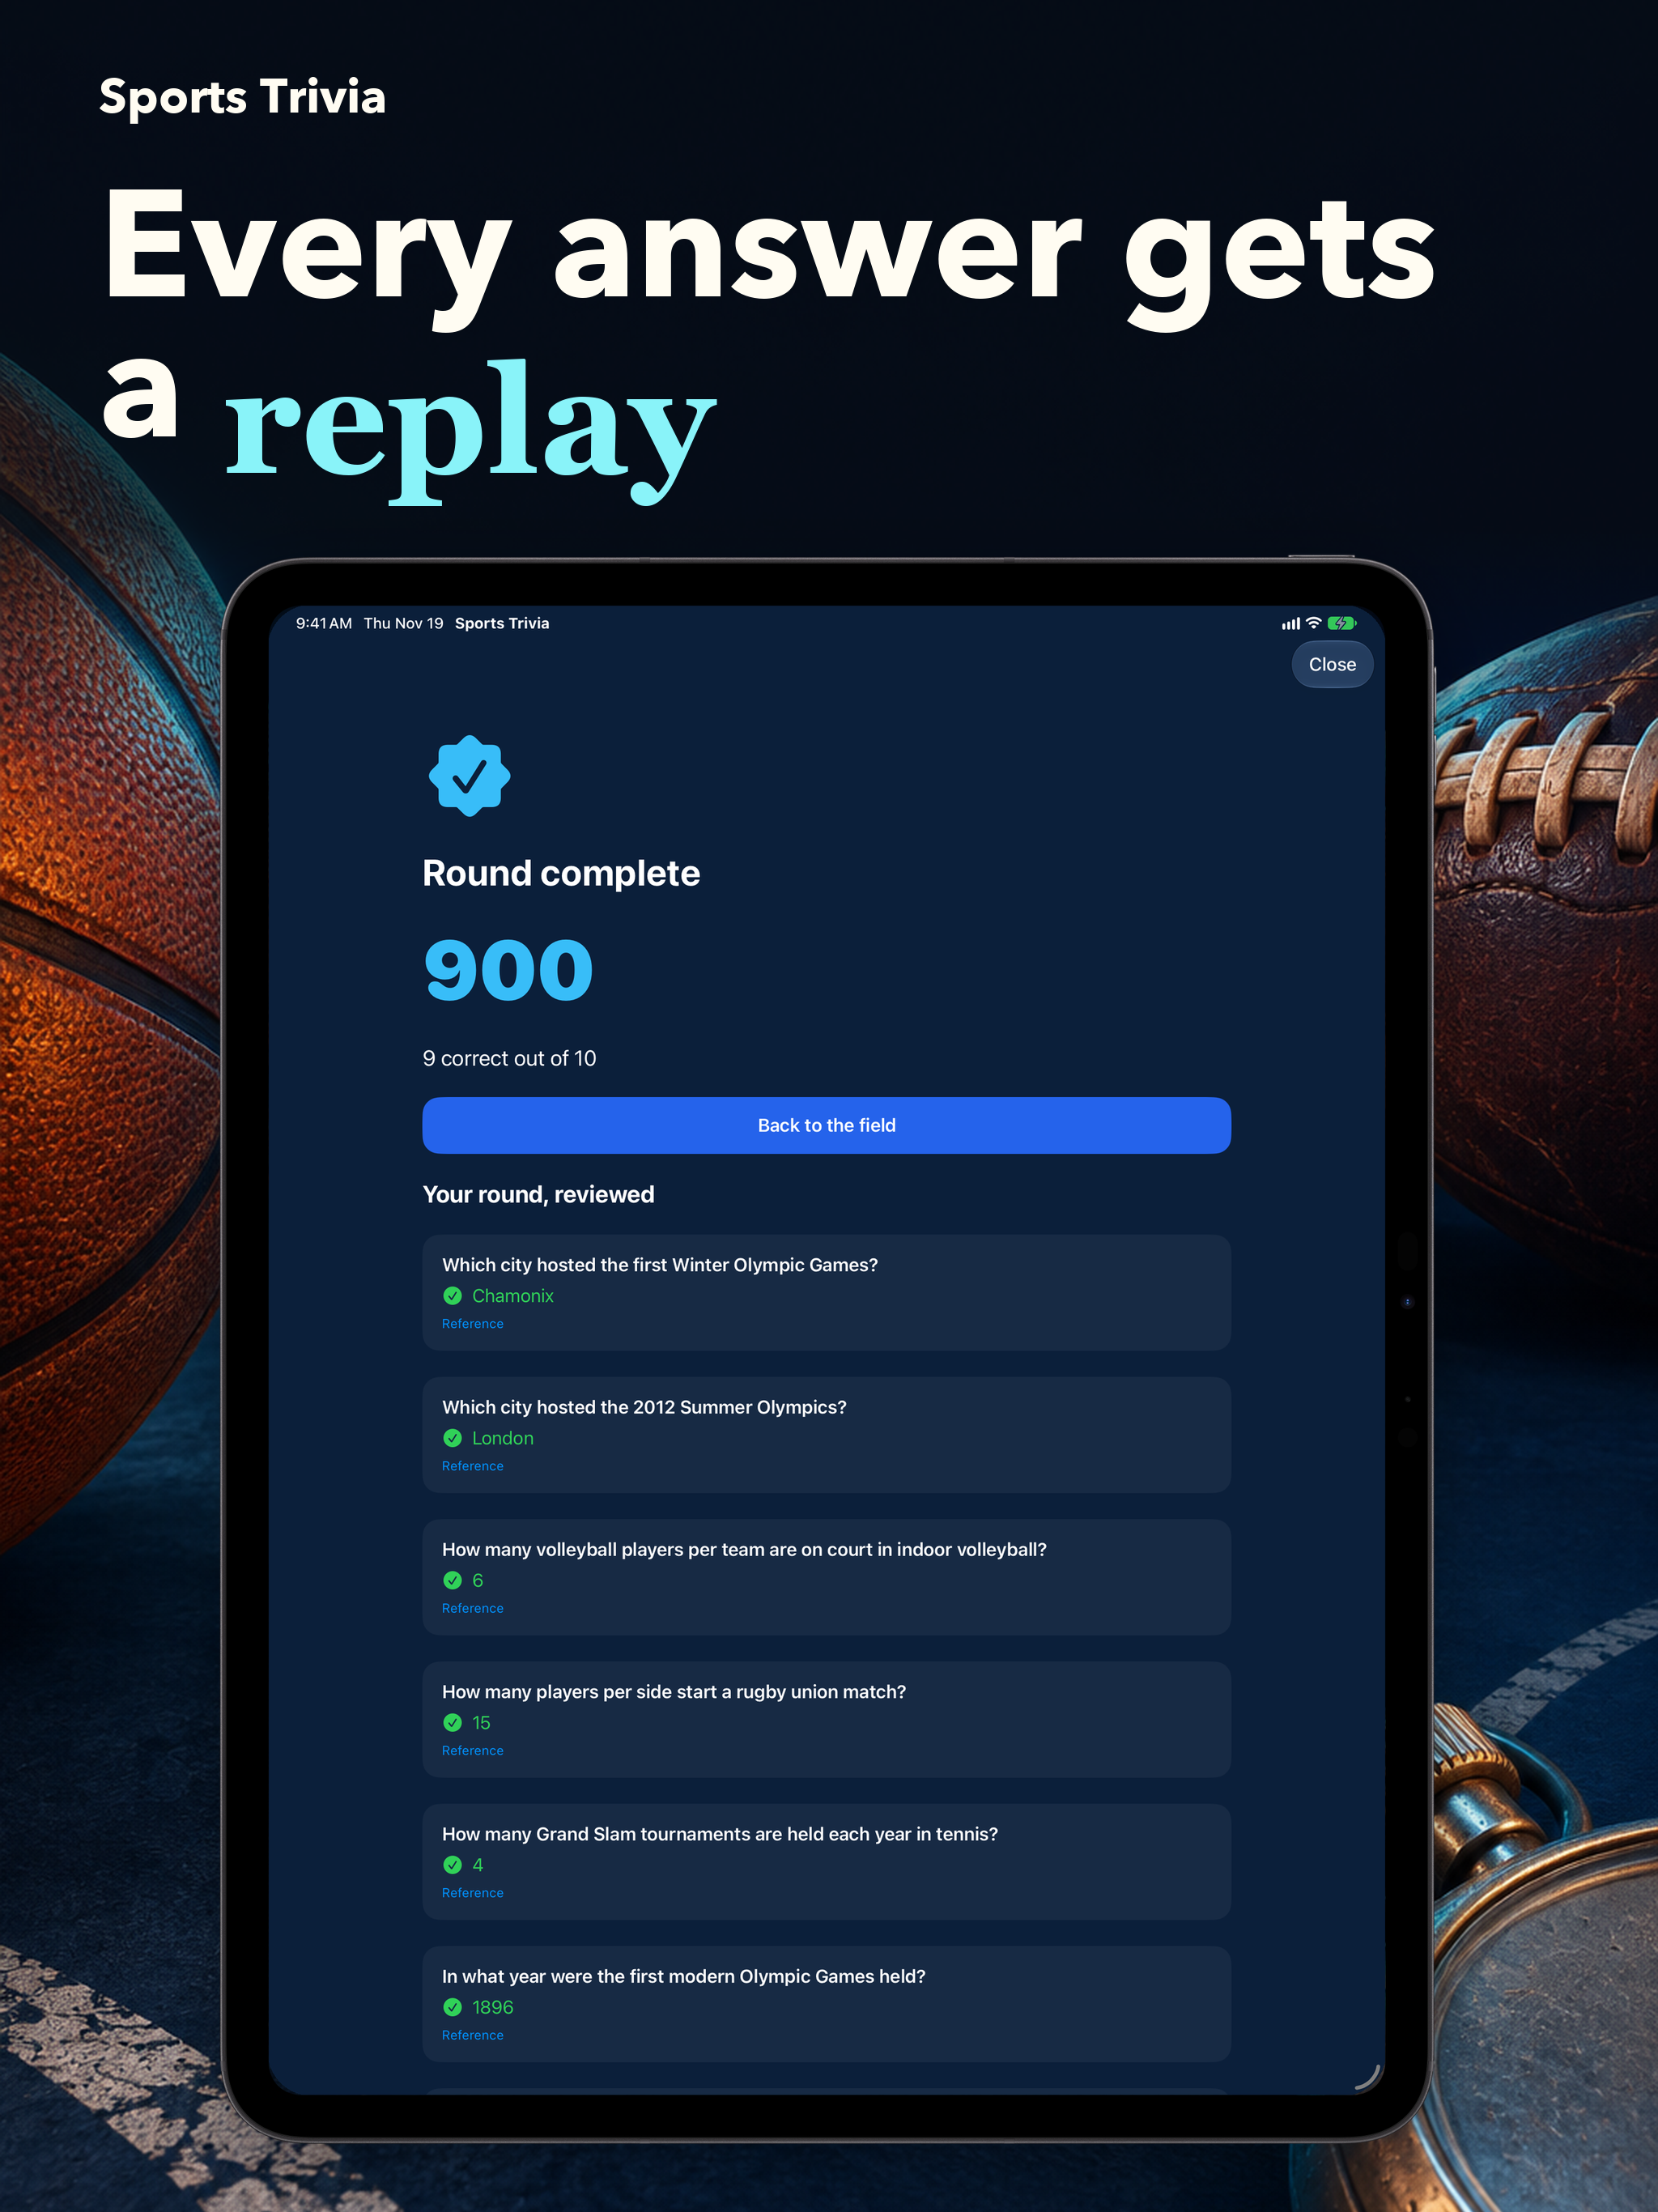 Sports Trivia
Every answer gets
a replay
9:41 AM Thu Nov 19 Sports Trivia
Close
Round complete
900
9 correct out of 10
Back to the field
Your round, reviewed
Which city hosted the first Winter Olympic Games?
Chamonix
Reference
Which city hosted the 2012 Summer Olympics?
London
Reference
How many volleyball players per team are on court in indoor volleyball?
6
Reference
How many players per side start a rugby union match?
15
Reference
How many Grand Slam tournaments are held each year in tennis?
4
Reference
In what year were the first modern Olympic Games held?
1896
Reference